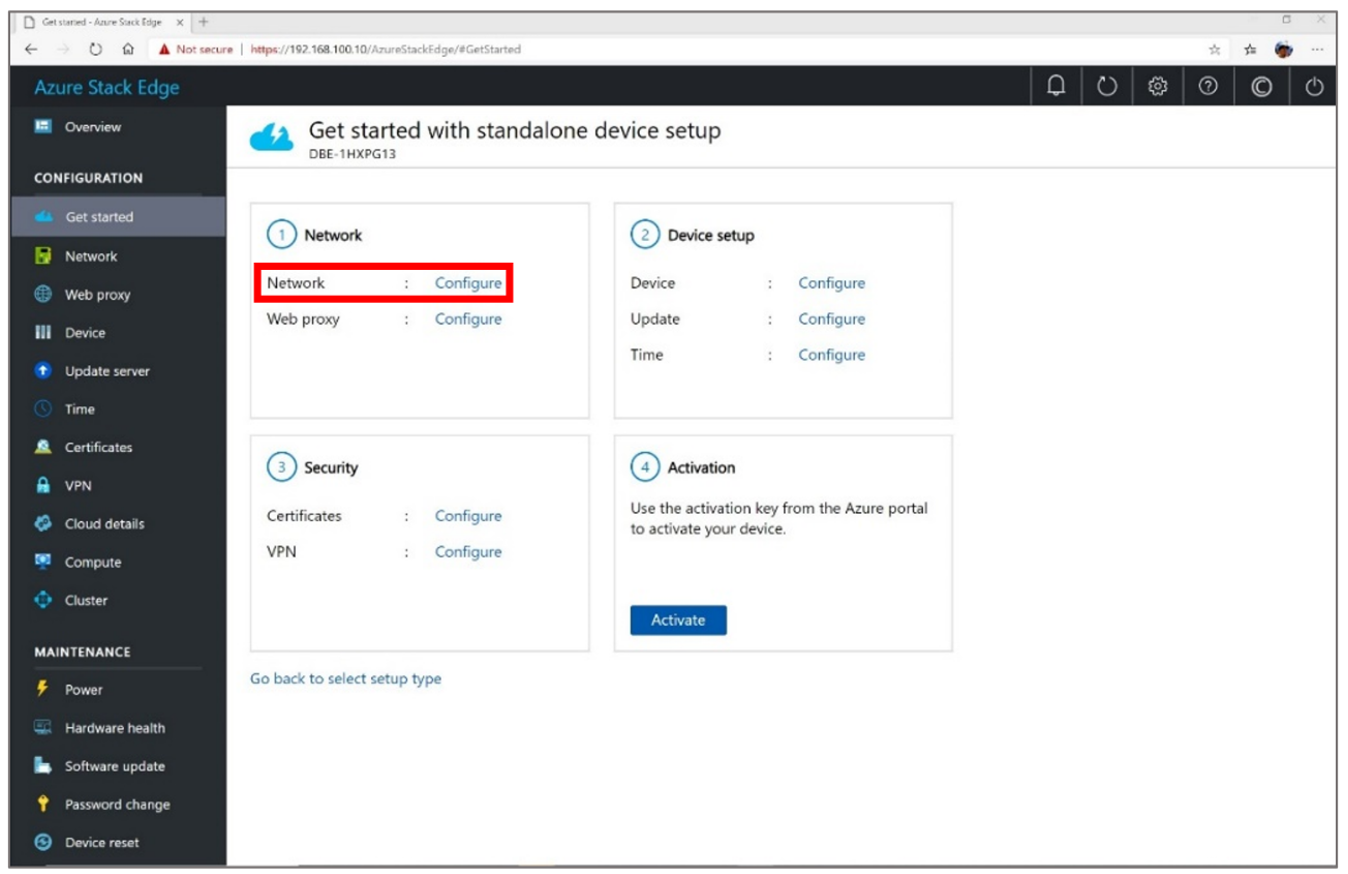 Get started - Azure Stack Edge
Not secure | https://192.168.100.10/AzureStackEdge/#GetStarted
Azure Stack Edge
Overview
CONFIGURATION
Get started
Network
Web proxy
Device
Update server
Time
Certificates
VPN
Cloud details
Compute
Cluster
MAINTENANCE
Power
Hardware health
Software update
Password change
Device reset
Get started with standalone device setup
DBE-1HXPG13
1 Network
Network : Configure
Web proxy : Configure
2 Device setup
Device : Configure
Update : Configure
Time : Configure
3 Security
Certificates : Configure
VPN : Configure
4 Activation
Use the activation key from the Azure portal
to activate your device.
Activate
Go back to select setup type